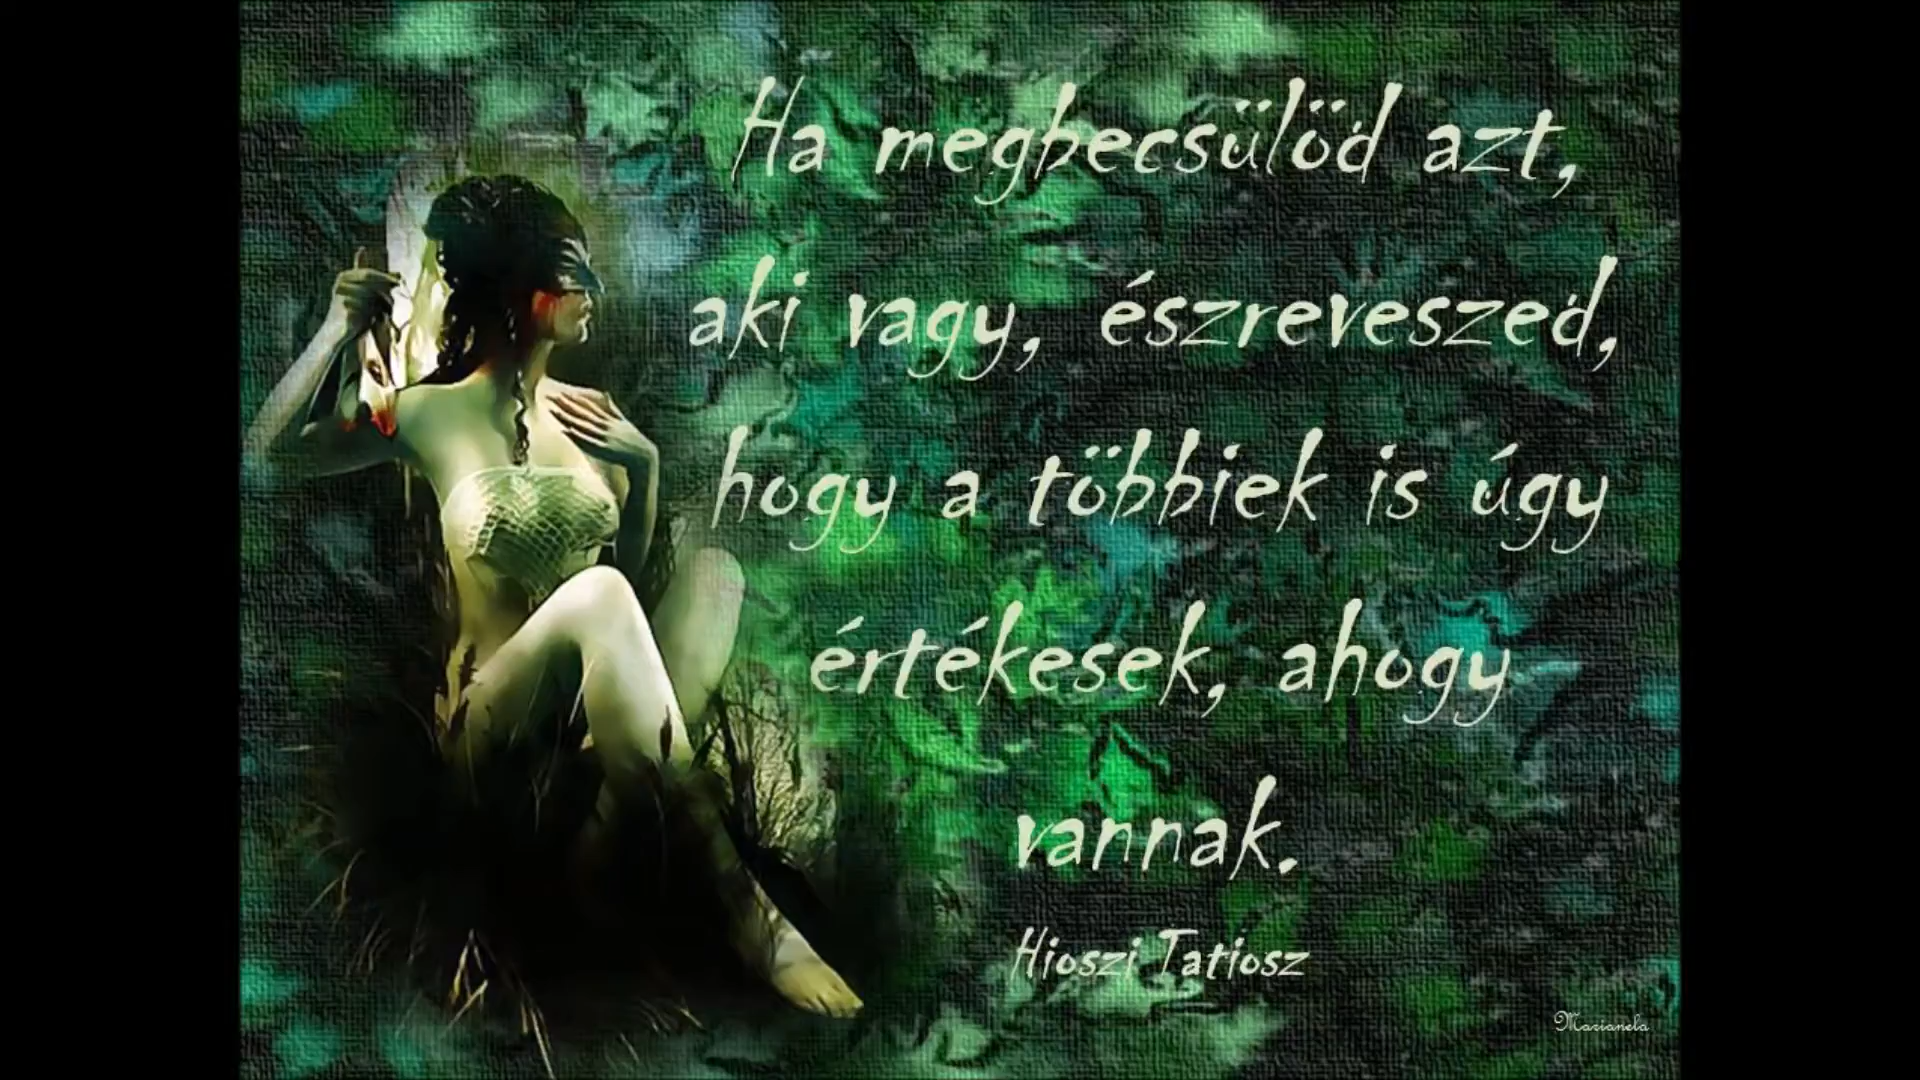 Ha megbecsülöd azt,
aki vagy, észreveszed,
hogy a többiek is úgy
értékesek, ahogy
vannak.
Hioszi Tatiosz
Marianela